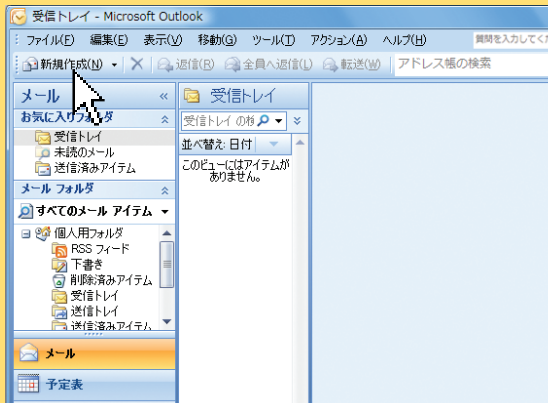 受信トレイ - Microsoft Outlook
ファイル(F) 編集(E) 表示(V) 移動(G) ツール(T) アクション(A) ヘルプ(H) 質問を入力してく
新規作成(N) 返信(R) 全員へ返信(L) 転送(W) アドレス帳の検索
メール «
お気に入りフォルダ
受信トレイ
未読のメール
送信済みアイテム
メール フォルダ
すべてのメール アイテム
個人用フォルダ
RSS フィード
下書き
削除済みアイテム
受信トレイ
送信トレイ
送信済みアイテム
メール
予定表
受信トレイ
受信トレイ の検
並べ替え: 日付
このビューにはアイテムが
ありません。